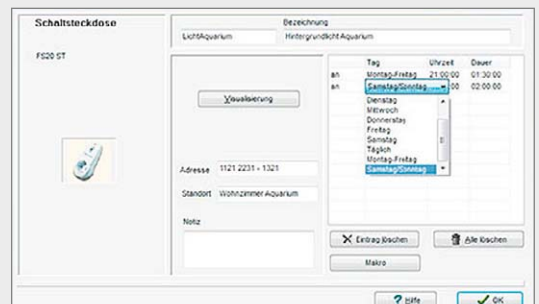 Schaltsteckdose
FS20 ST
Bezeichnung
LichtAquarium
Hintergrundlicht Aquarium
Visualisierung
Adresse 1121 2231 - 1321
Standort Wohnzimmer Aquarium
Notiz
Tag Uhrzeit Dauer
an Montag-Freitag 21:00:00 01:30:00
an Samstag/Sonntag :00 02:00:00
Dienstag
Mittwoch
Donnerstag
Freitag
Samstag
Täglich
Montag-Freitag
Samstag/Sonntag
Eintrag löschen
Alle löschen
Makro
? Hilfe
OK